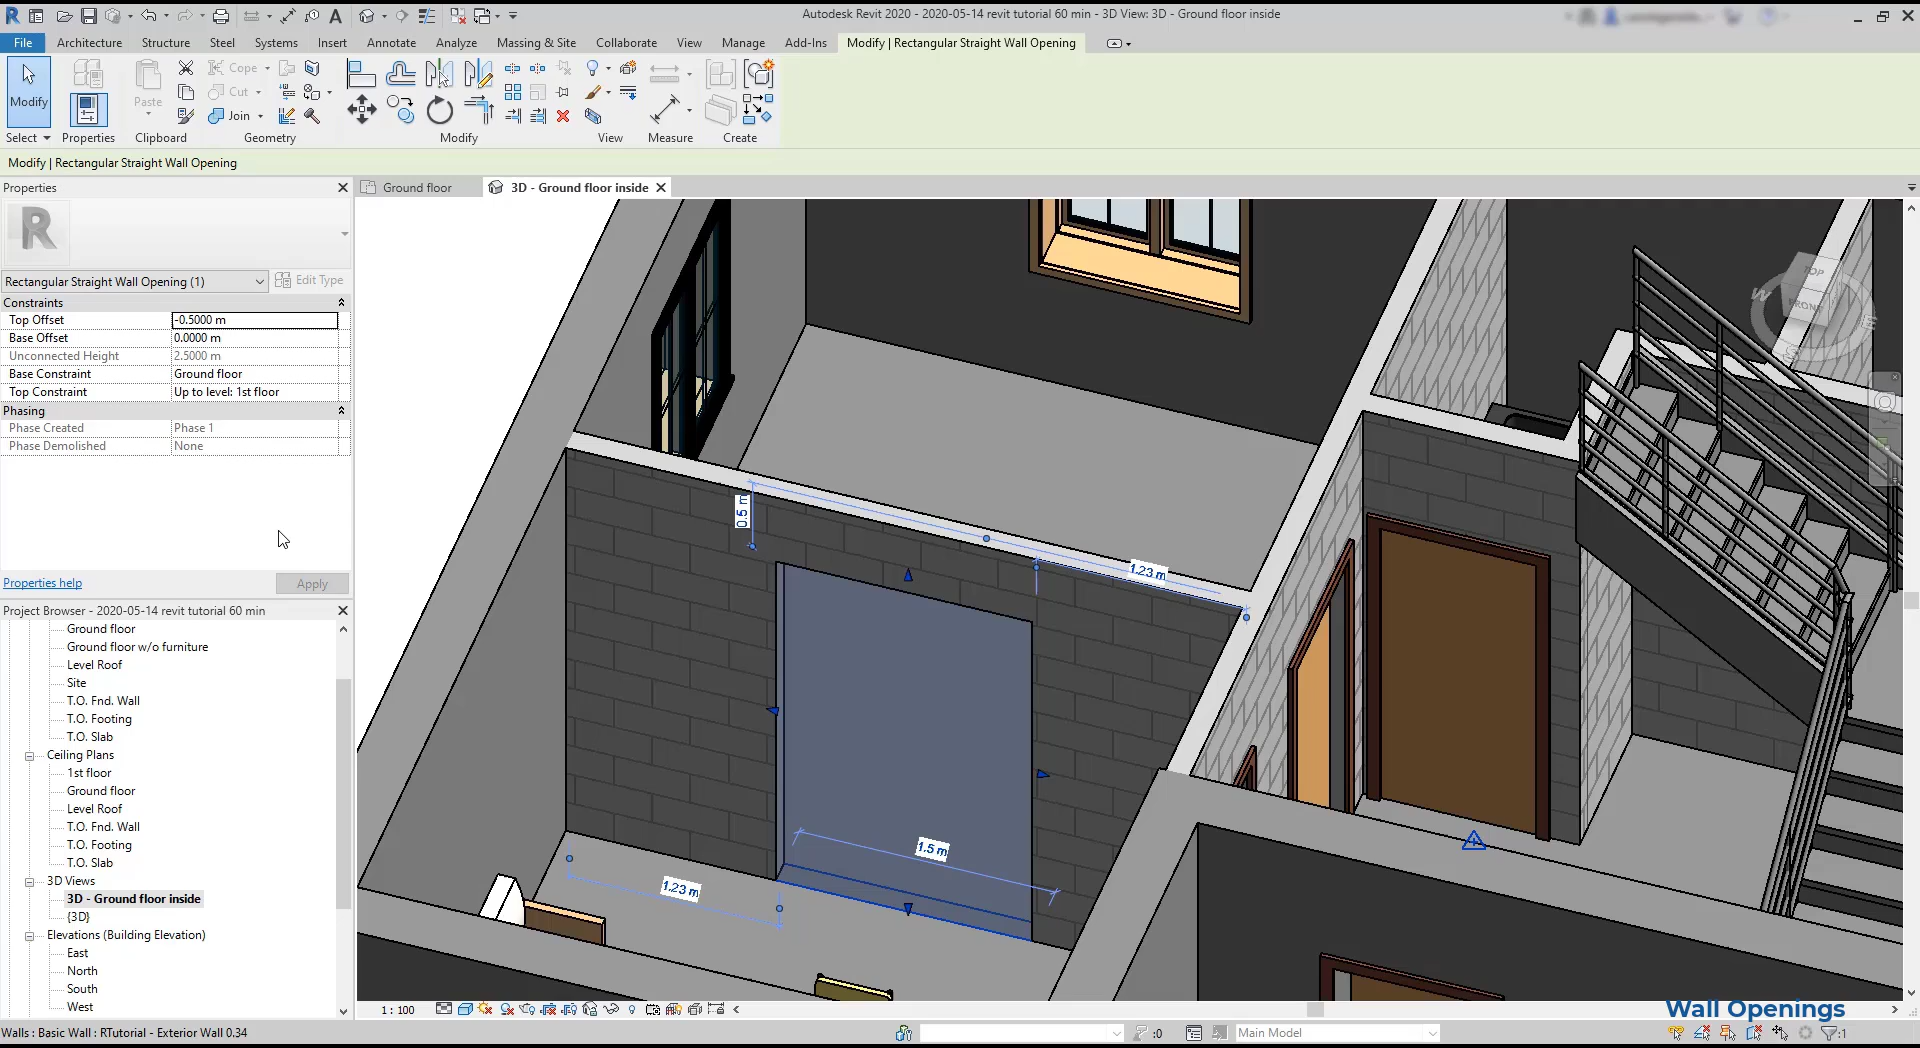 Autodesk Revit 2020 - 2020-05-14 revit tutorial 60 min - 3D View: 3D - Ground floor inside
File Architecture Structure Steel Systems Insert Annotate Analyze Massing & Site Collaborate View Manage Add-Ins Modify | Rectangular Straight Wall Opening
Modify Paste Cope Cut Join
Select Properties Clipboard Geometry Modify View Measure Create
Modify | Rectangular Straight Wall Opening
Properties
Ground floor
3D - Ground floor inside
Rectangular Straight Wall Opening (1)
Edit Type
Constraints
Top Offset -0.5000 m
Base Offset 0.0000 m
Unconnected Height 2.5000 m
Base Constraint Ground floor
Top Constraint Up to level: 1st floor
Phasing
Phase Created Phase 1
Phase Demolished None
Properties help
Apply
Project Browser - 2020-05-14 revit tutorial 60 min
Ground floor
Ground floor w/o furniture
Level Roof
Site
T.O. Fnd. Wall
T.O. Footing
T.O. Slab
Ceiling Plans
1st floor
Ground floor
Level Roof
T.O. Fnd. Wall
T.O. Footing
T.O. Slab
3D Views
3D - Ground floor inside
{3D}
Elevations (Building Elevation)
East
North
South
West
TOP
FRONT
W
E
S
0.5 m
1.23 m
1.5 m
1.23 m
1 : 100
Wall Openings
Walls : Basic Wall : RTutorial - Exterior Wall 0.34
:0
Main Model
:1